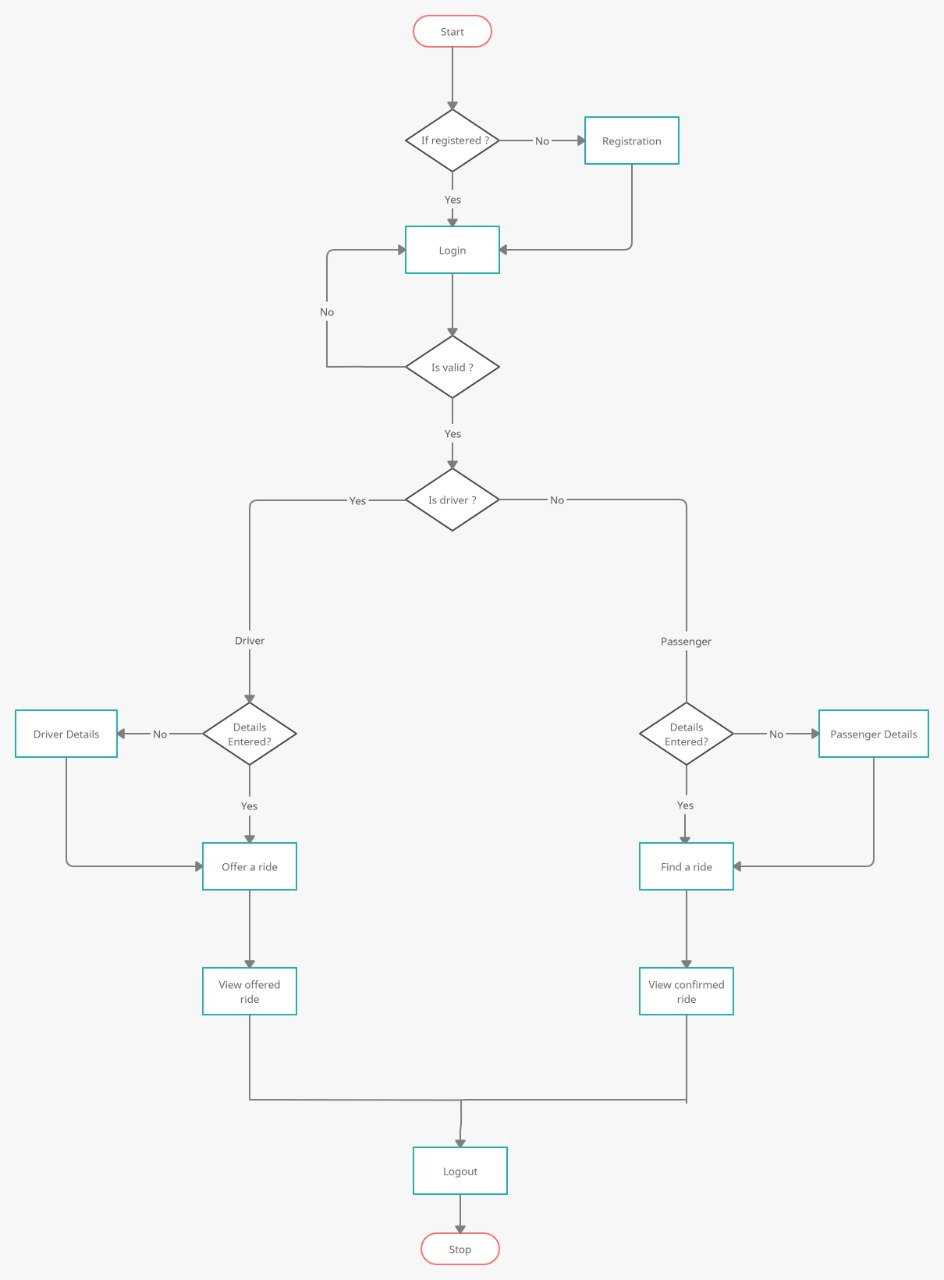 Start
If registered ?
No
Registration
Yes
Login
No
Is valid ?
Yes
Yes
Is driver ?
No
Driver
Passenger
Driver Details
No
Details
Entered?
Details
Entered?
No
Passenger Details
Yes
Yes
Offer a ride
Find a ride
View offered
ride
View confirmed
ride
Logout
Stop